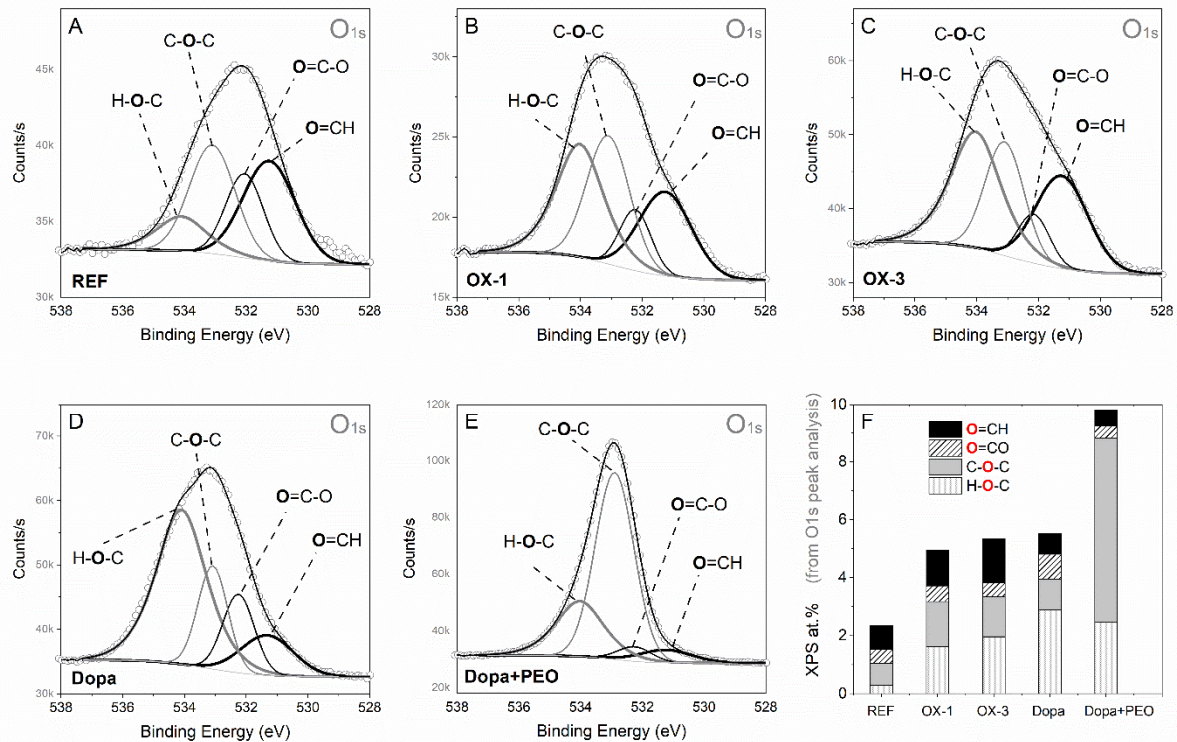 A
O1s
C-O-C
O=C-O
H-O-C
O=CH
45k
40k
35k
30k
Counts/s
REF
538 536 534 532 530 528
Binding Energy (eV)
B
O1s
C-O-C
H-O-C
O=C-O
O=CH
30k
25k
20k
15k
Counts/s
OX-1
538 536 534 532 530 528
Binding Energy (eV)
C
O1s
C-O-C
H-O-C
O=C-O
O=CH
60k
50k
40k
30k
Counts/s
OX-3
538 536 534 532 530 528
Binding Energy (eV)
D
O1s
C-O-C
O=C-O
H-O-C
O=CH
70k
60k
50k
40k
30k
Counts/s
Dopa
538 536 534 532 530 528
Binding Energy (eV)
E
O1s
C-O-C
O=C-O
H-O-C
O=CH
120k
100k
80k
60k
40k
20k
Counts/s
Dopa+PEO
538 536 534 532 530 528
Binding Energy (eV)
F
O=CH
O=CO
C-O-C
H-O-C
10
8
6
4
2
0
XPS at.% (from O1s peak analysis)
REF OX-1 OX-3 Dopa Dopa+PEO